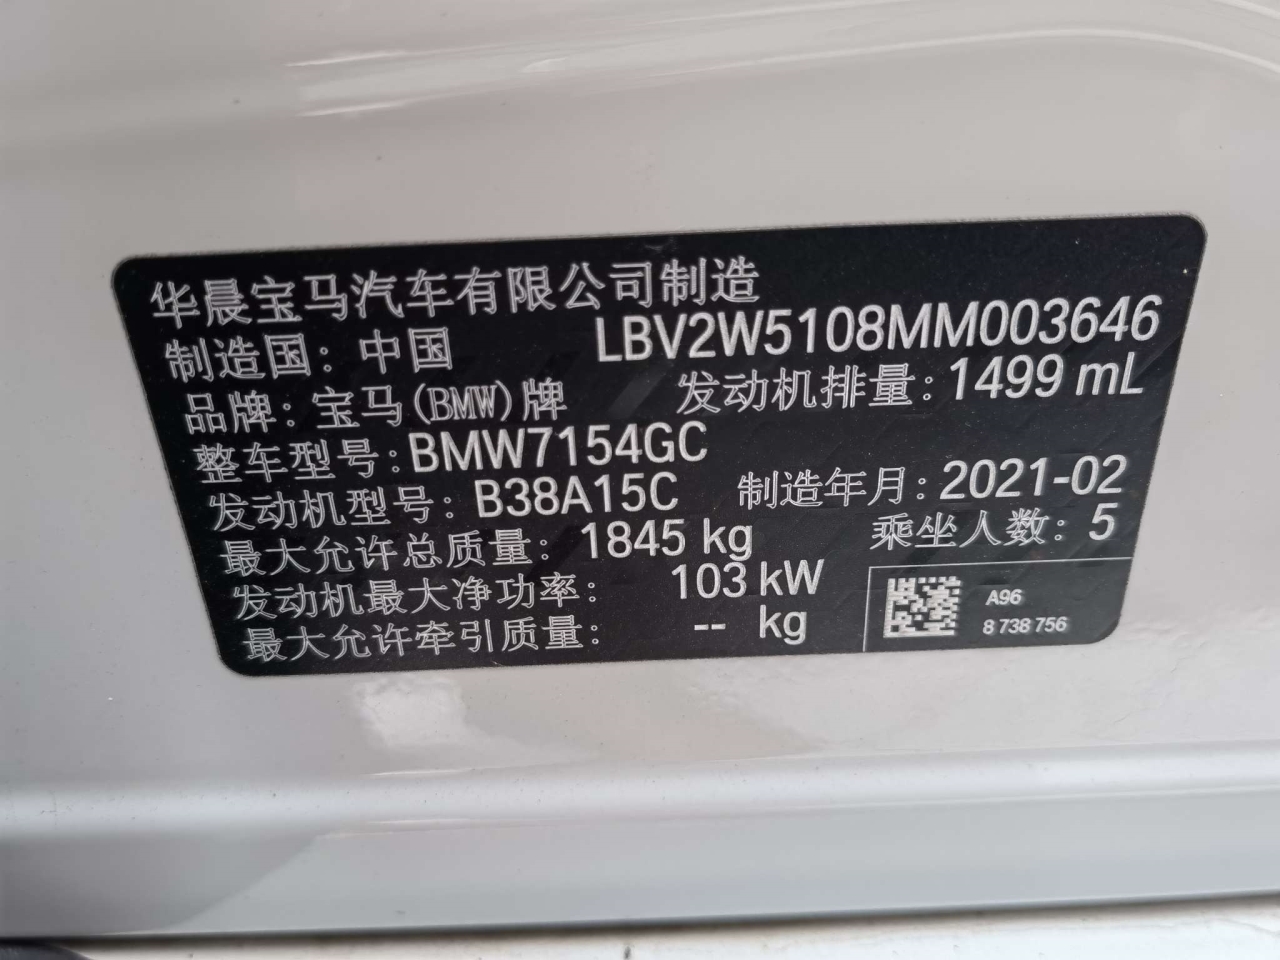 华晨宝马汽车有限公司制造
制造国：中国 LBV2W5108MM003646
品牌：宝马(BMW)牌 发动机排量：1499 mL
整车型号：BMW7154GC
发动机型号：B38A15C 制造年月：2021-02
最大允许总质量：1845 kg 乘坐人数：5
发动机最大净功率：103 kW
最大允许牵引质量：-- kg
A96
8 738 756